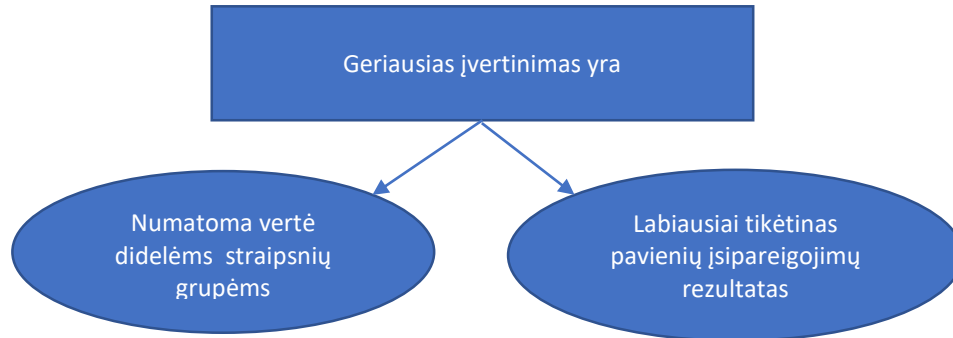 Geriausias įvertinimas yra
Numatoma vertė
didelėms straipsnių
grupėms
Labiausiai tikėtinas
pavienių įsipareigojimų
rezultatas